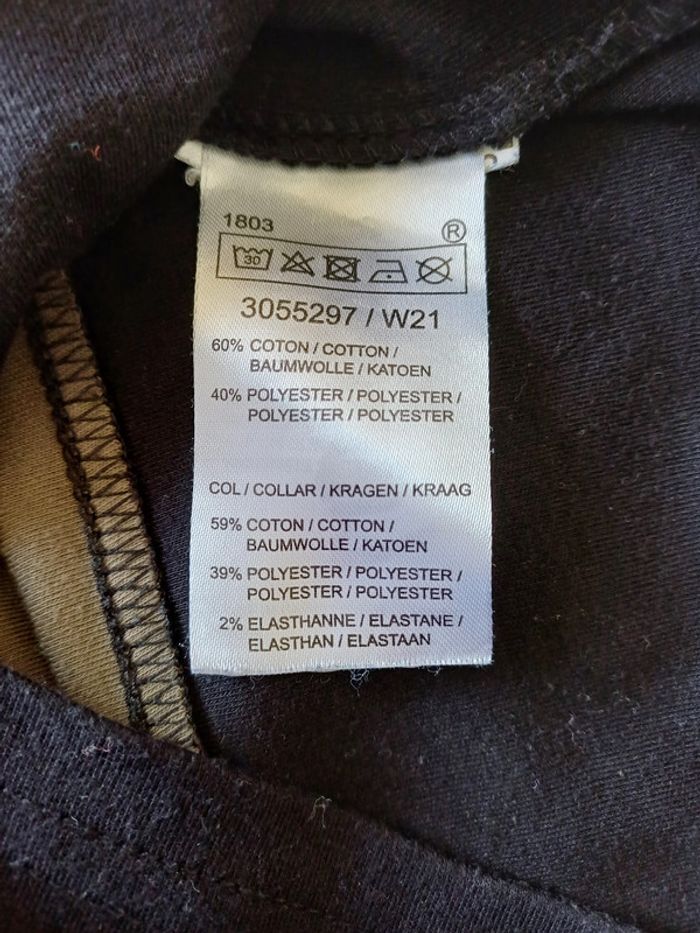 1803
®
30
3055297 / W21
60% COTON / COTTON /
BAUMWOLLE / KATOEN
40% POLYESTER / POLYESTER /
POLYESTER / POLYESTER
COL / COLLAR / KRAGEN / KRAAG
59% COTON / COTTON /
BAUMWOLLE / KATOEN
39% POLYESTER / POLYESTER /
POLYESTER / POLYESTER
2% ELASTHANNE / ELASTANE /
ELASTHAN / ELASTAAN